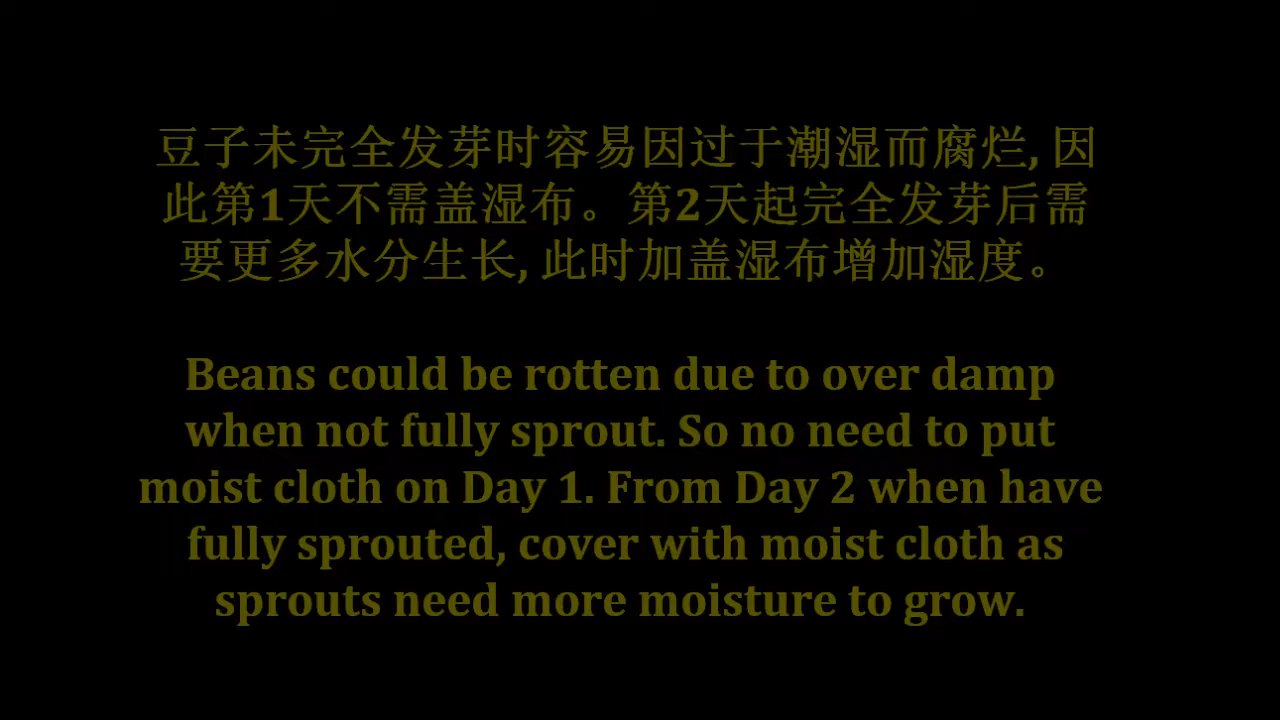 豆子未完全发芽时容易因过于潮湿而腐烂, 因
此第1天不需盖湿布。第2天起完全发芽后需
要更多水分生长, 此时加盖湿布增加湿度。
Beans could be rotten due to over damp
when not fully sprout. So no need to put
moist cloth on Day 1. From Day 2 when have
fully sprouted, cover with moist cloth as
sprouts need more moisture to grow.